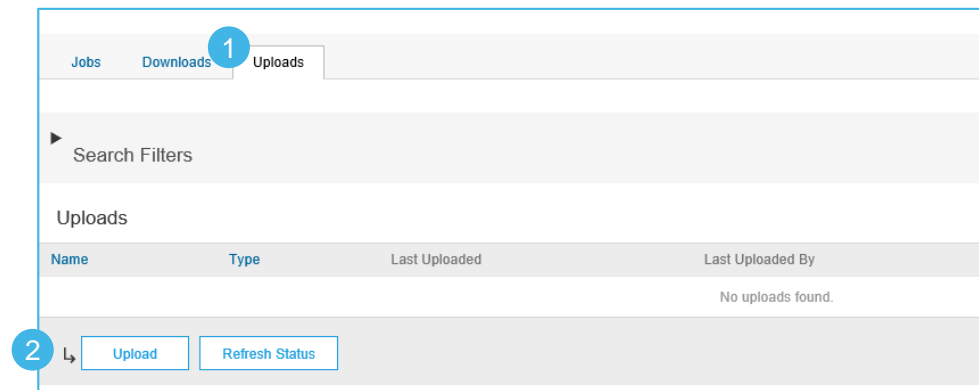 1
Jobs Downloads Uploads
Search Filters
Uploads
Name Type Last Uploaded Last Uploaded By
No uploads found.
2 Upload Refresh Status